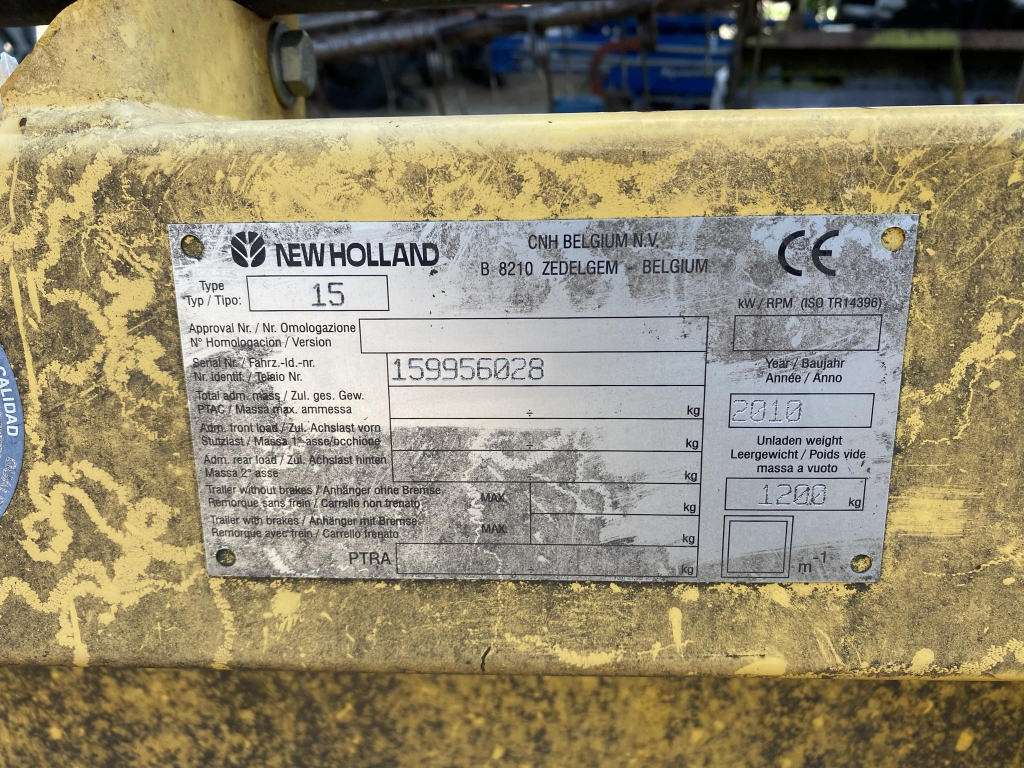 NEW HOLLAND
CNH BELGIUM N.V.
B 8210 ZEDELGEM - BELGIUM
CE
Type
Typ / Tipo:
15
Approval Nr. / Nr. Omologazione
N° Homologacion / Version
Serial Nr. / Fahrz.-Id.-nr.
Nr. Identif. / Telaio Nr.
159956028
Total adm. mass / Zul. ges. Gew.
PTAC / Massa max. ammessa
÷ kg
Adm. front load / Zul. Achslast vorn
Stutzlast / Massa 1° asse/occhione
÷ kg
Adm. rear load / Zul. Achslast hinten
Massa 2° asse
kg
Trailer without brakes / Anhänger ohne Bremse
Remorque sans frein / Carrello non frenato
MAX.
kg
Trailer with brakes / Anhänger mit Bremse
Remorque avec frein / Carrello frenato
MAX.
kg
PTRA
÷ kg
kW / RPM (ISO TR14396)
Year / Baujahr
Année / Anno
2010
Unladen weight
Leergewicht / Poids vide
massa a vuoto
1200 kg
m⁻¹
CALIDAD